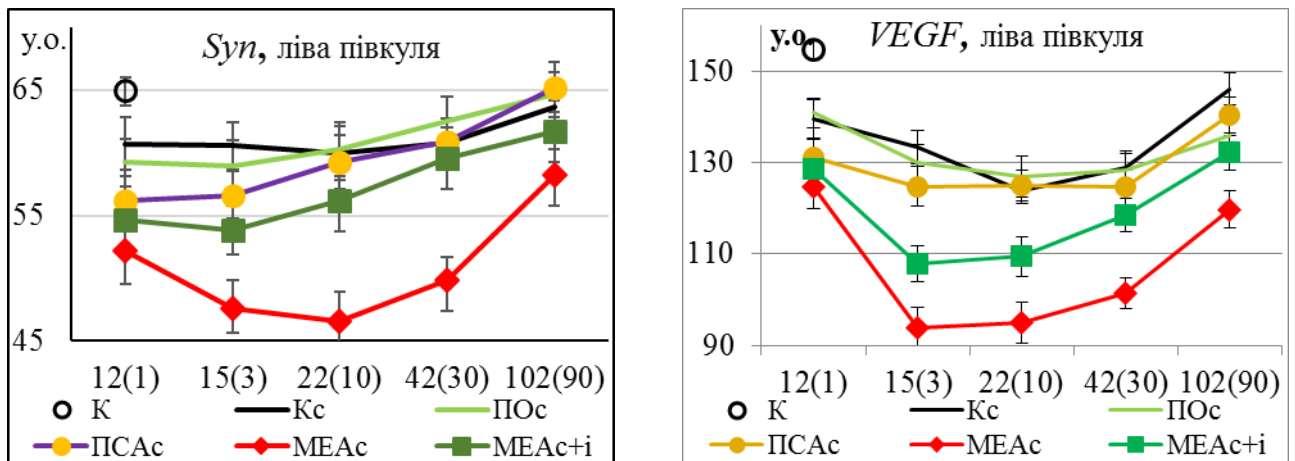 у.о.
Syn, ліва півкуля
65
55
45
12(1) 15(3) 22(10) 42(30) 102(90)
К Кс ПОс
ПСАс МЕАс МЕАс+і
у.о.
VEGF, ліва півкуля
150
130
110
90
12(1) 15(3) 22(10) 42(30) 102(90)
К Кс ПОс
ПСАс МЕАс МЕАс+і